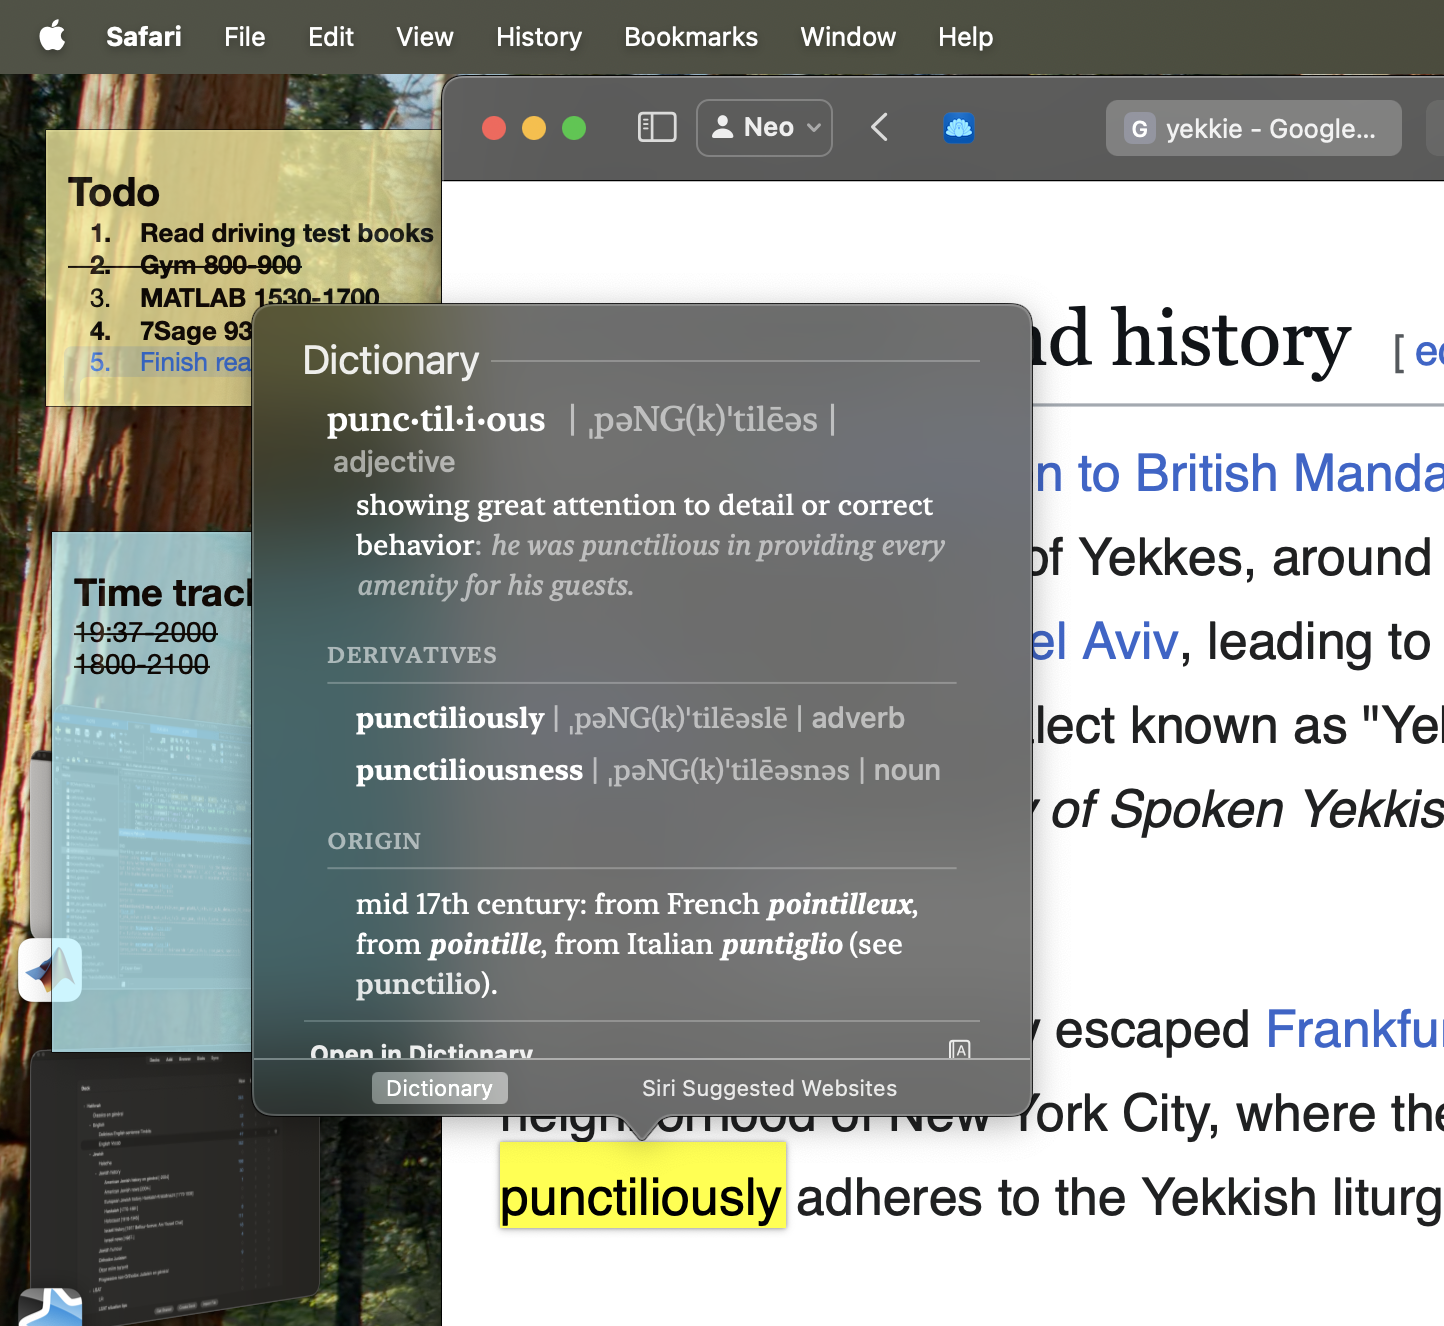 Safari File Edit View History Bookmarks Window Help
Neo
G yekkie - Google...
Todo
1. Read driving test books
2. Gym 800-900
3. MATLAB 1530-1700
4. 7Sage 93
5. Finish rea
Time track
19:37-2000
1800-2100
nd history [ ed
n to British Manda
of Yekkes, around
el Aviv, leading to
lect known as "Yek
y of Spoken Yekkis
y escaped Frankfur
neighborhood of New York City, where the
punctiliously adheres to the Yekkish liturg
Dictionary
punc·til·i·ous | ˌpəNG(k)ˈtilēəs |
adjective
showing great attention to detail or correct
behavior: he was punctilious in providing every
amenity for his guests.
DERIVATIVES
punctiliously | ˌpəNG(k)ˈtilēəslē | adverb
punctiliousness | ˌpəNG(k)ˈtilēəsnəs | noun
ORIGIN
mid 17th century: from French pointilleux,
from pointille, from Italian puntiglio (see
punctilio).
Open in Dictionary
Dictionary Siri Suggested Websites